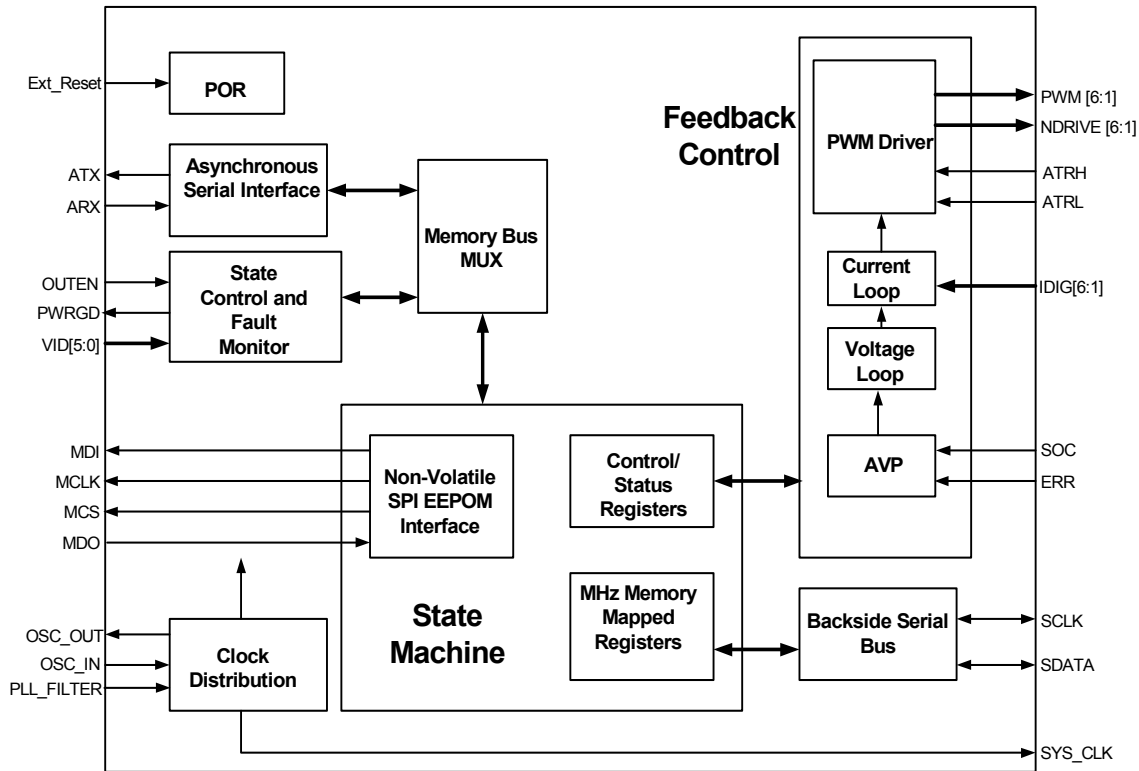 Ext_Reset
POR
ATX
ARX
Asynchronous
Serial Interface
OUTEN
PWRGD
VID[5:0]
State
Control and
Fault
Monitor
Memory Bus
MUX
Feedback
Control
PWM Driver
PWM [6:1]
NDRIVE [6:1]
ATRH
ATRL
Current
Loop
IDIG[6:1]
Voltage
Loop
AVP
SOC
ERR
MDI
MCLK
MCS
MDO
Non-Volatile
SPI EEPOM
Interface
Control/
Status
Registers
State
Machine
MHz Memory
Mapped
Registers
Backside Serial
Bus
SCLK
SDATA
OSC_OUT
OSC_IN
PLL_FILTER
Clock
Distribution
SYS_CLK